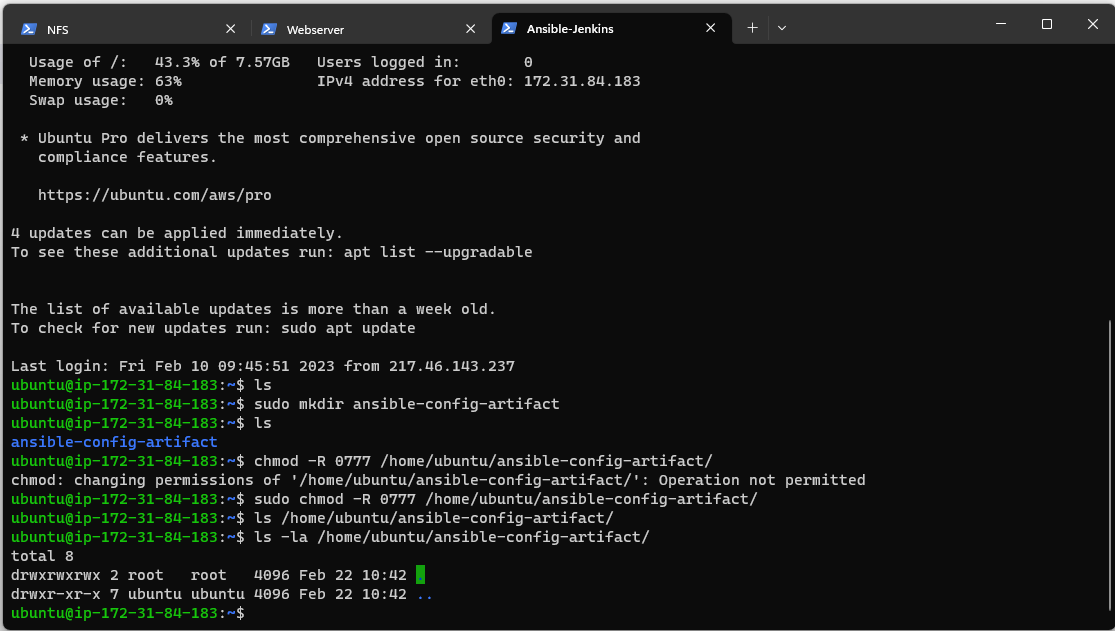 NFS
Webserver
Ansible-Jenkins
Usage of /:   43.3% of 7.57GB   Users logged in:       0
Memory usage: 63%               IPv4 address for eth0: 172.31.84.183
Swap usage:   0%
* Ubuntu Pro delivers the most comprehensive open source security and
compliance features.
https://ubuntu.com/aws/pro
4 updates can be applied immediately.
To see these additional updates run: apt list --upgradable
The list of available updates is more than a week old.
To check for new updates run: sudo apt update
Last login: Fri Feb 10 09:45:51 2023 from 217.46.143.237
ubuntu@ip-172-31-84-183:~$ ls
ubuntu@ip-172-31-84-183:~$ sudo mkdir ansible-config-artifact
ubuntu@ip-172-31-84-183:~$ ls
ansible-config-artifact
ubuntu@ip-172-31-84-183:~$ chmod -R 0777 /home/ubuntu/ansible-config-artifact/
chmod: changing permissions of '/home/ubuntu/ansible-config-artifact/': Operation not permitted
ubuntu@ip-172-31-84-183:~$ sudo chmod -R 0777 /home/ubuntu/ansible-config-artifact/
ubuntu@ip-172-31-84-183:~$ ls /home/ubuntu/ansible-config-artifact/
ubuntu@ip-172-31-84-183:~$ ls -la /home/ubuntu/ansible-config-artifact/
total 8
drwxrwxrwx 2 root   root   4096 Feb 22 10:42 .
drwxr-xr-x 7 ubuntu ubuntu 4096 Feb 22 10:42 ..
ubuntu@ip-172-31-84-183:~$